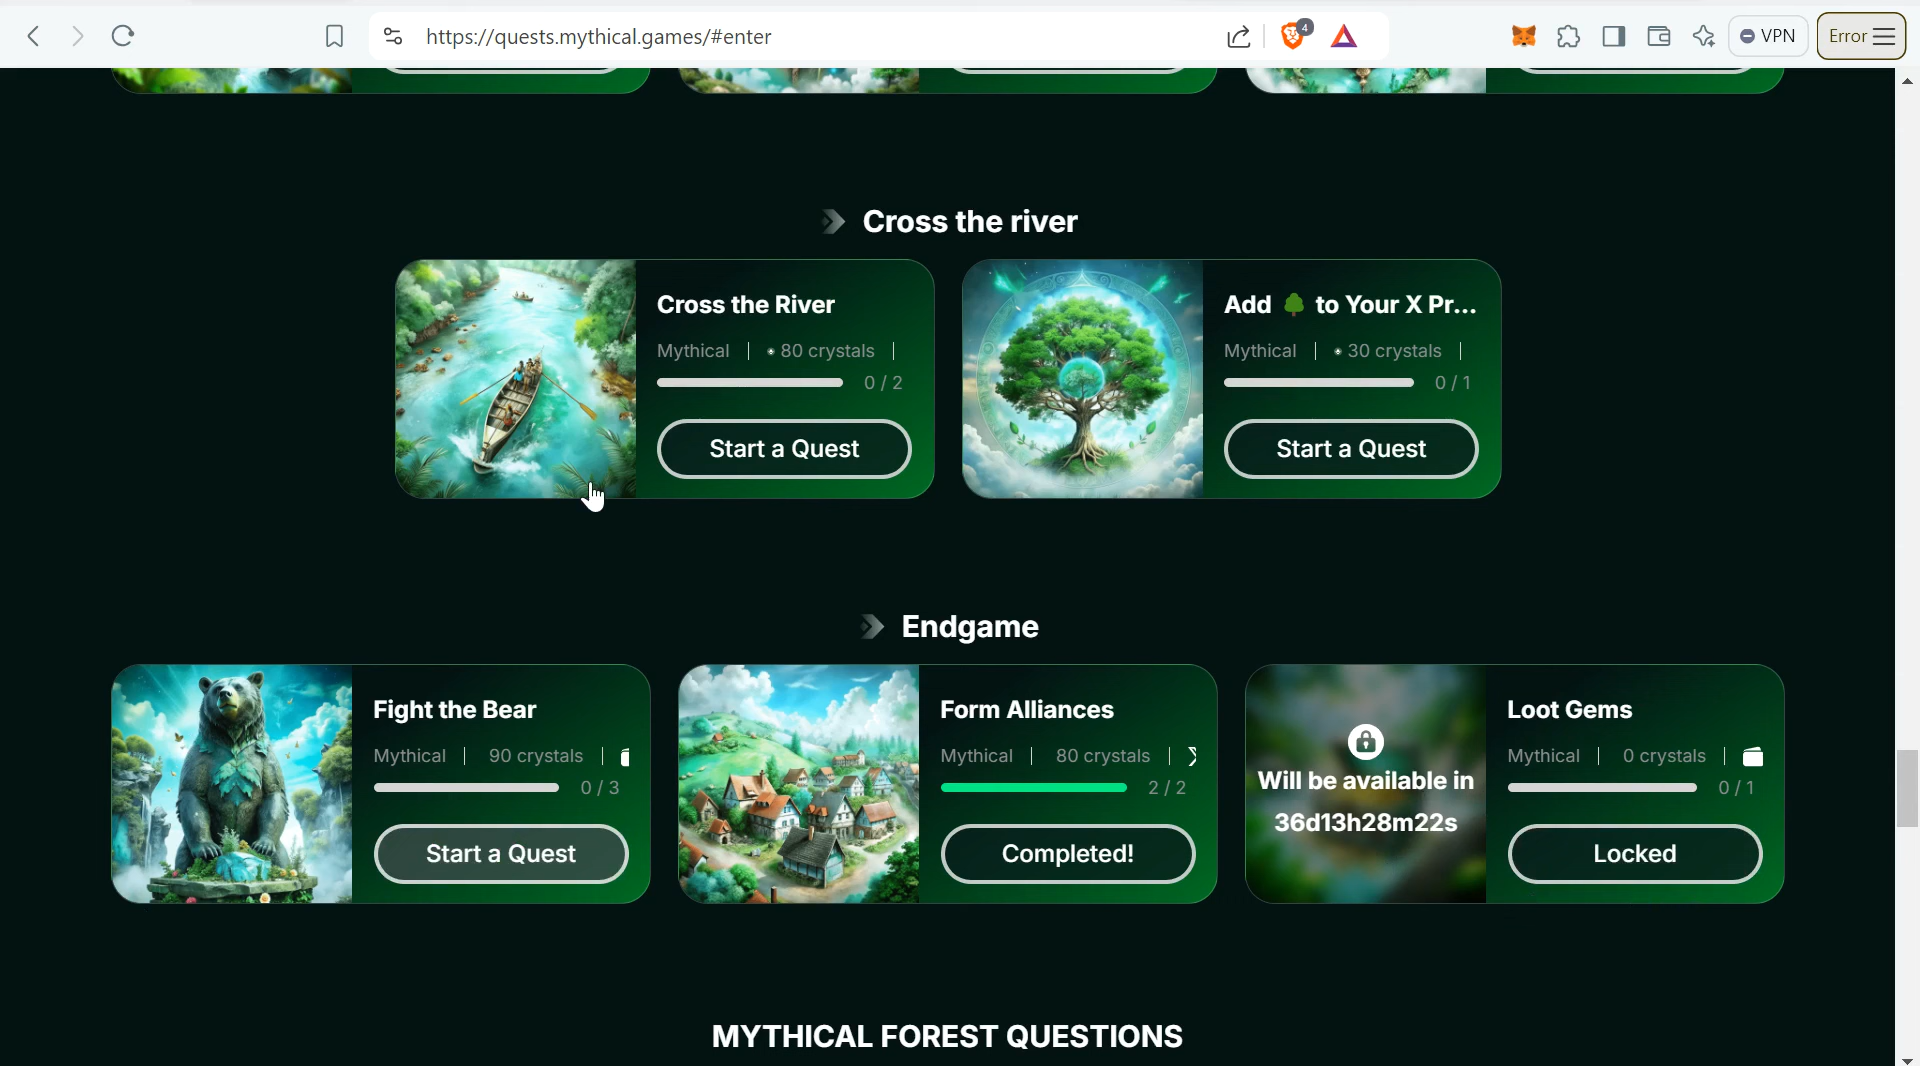 https://quests.mythical.games/#enter
4
VPN
Error
Cross the river
Cross the River
Mythical | 80 crystals |
0 / 2
Start a Quest
Add 🌳 to Your X Pr...
Mythical | 30 crystals |
0 / 1
Start a Quest
Endgame
Fight the Bear
Mythical | 90 crystals |
0 / 3
Start a Quest
Form Alliances
Mythical | 80 crystals |
2 / 2
Completed!
Will be available in
36d13h28m22s
Loot Gems
Mythical | 0 crystals |
0 / 1
Locked
MYTHICAL FOREST QUESTIONS